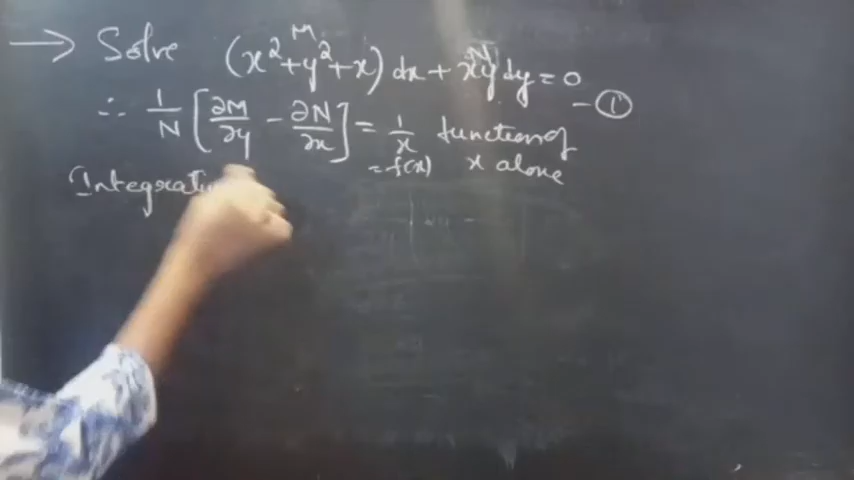 → Solve (x²+y²+x) dx + xy dy = 0 — ①
M N
∴ 1/N [∂M/∂y − ∂N/∂x] = 1/x function of
= f(x) x alone